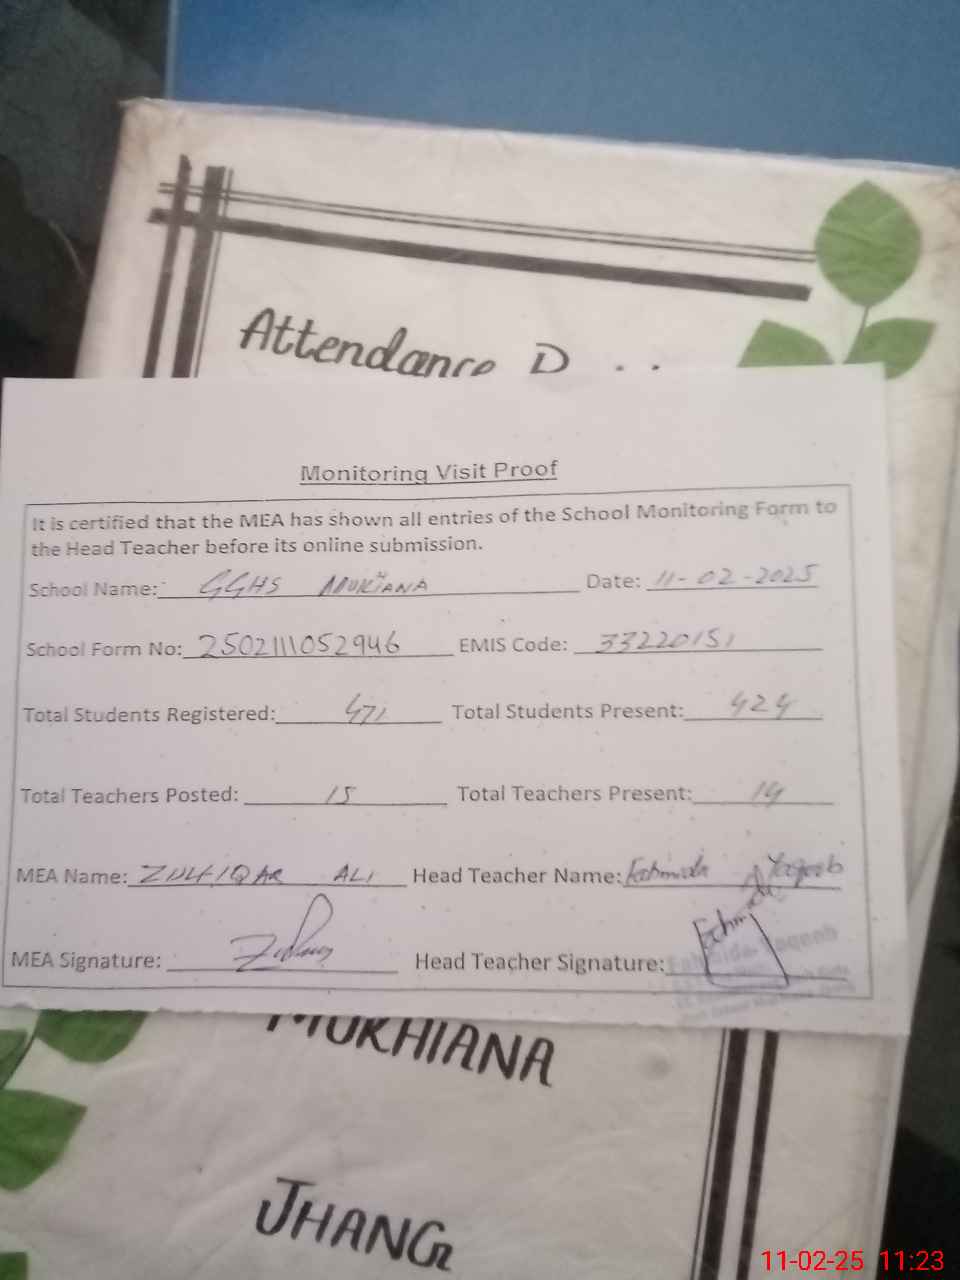 Attendance
Monitoring Visit Proof
It is certified that the MEA has shown all entries of the School Monitoring Form to
the Head Teacher before its online submission.
School Name: GGHS MUKIANA Date: 11-02-2025
School Form No: 2502111052946 EMIS Code: 33220151
Total Students Registered: 471 Total Students Present: 424
Total Teachers Posted: 15 Total Teachers Present: 14
MEA Name: ZULFIQAR ALI Head Teacher Name: Fahmida Yaqoob
MEA Signature: Head Teacher Signature:
Fahmida Yaqoob
MUKHIANA
JHANG
11-02-25 11:23